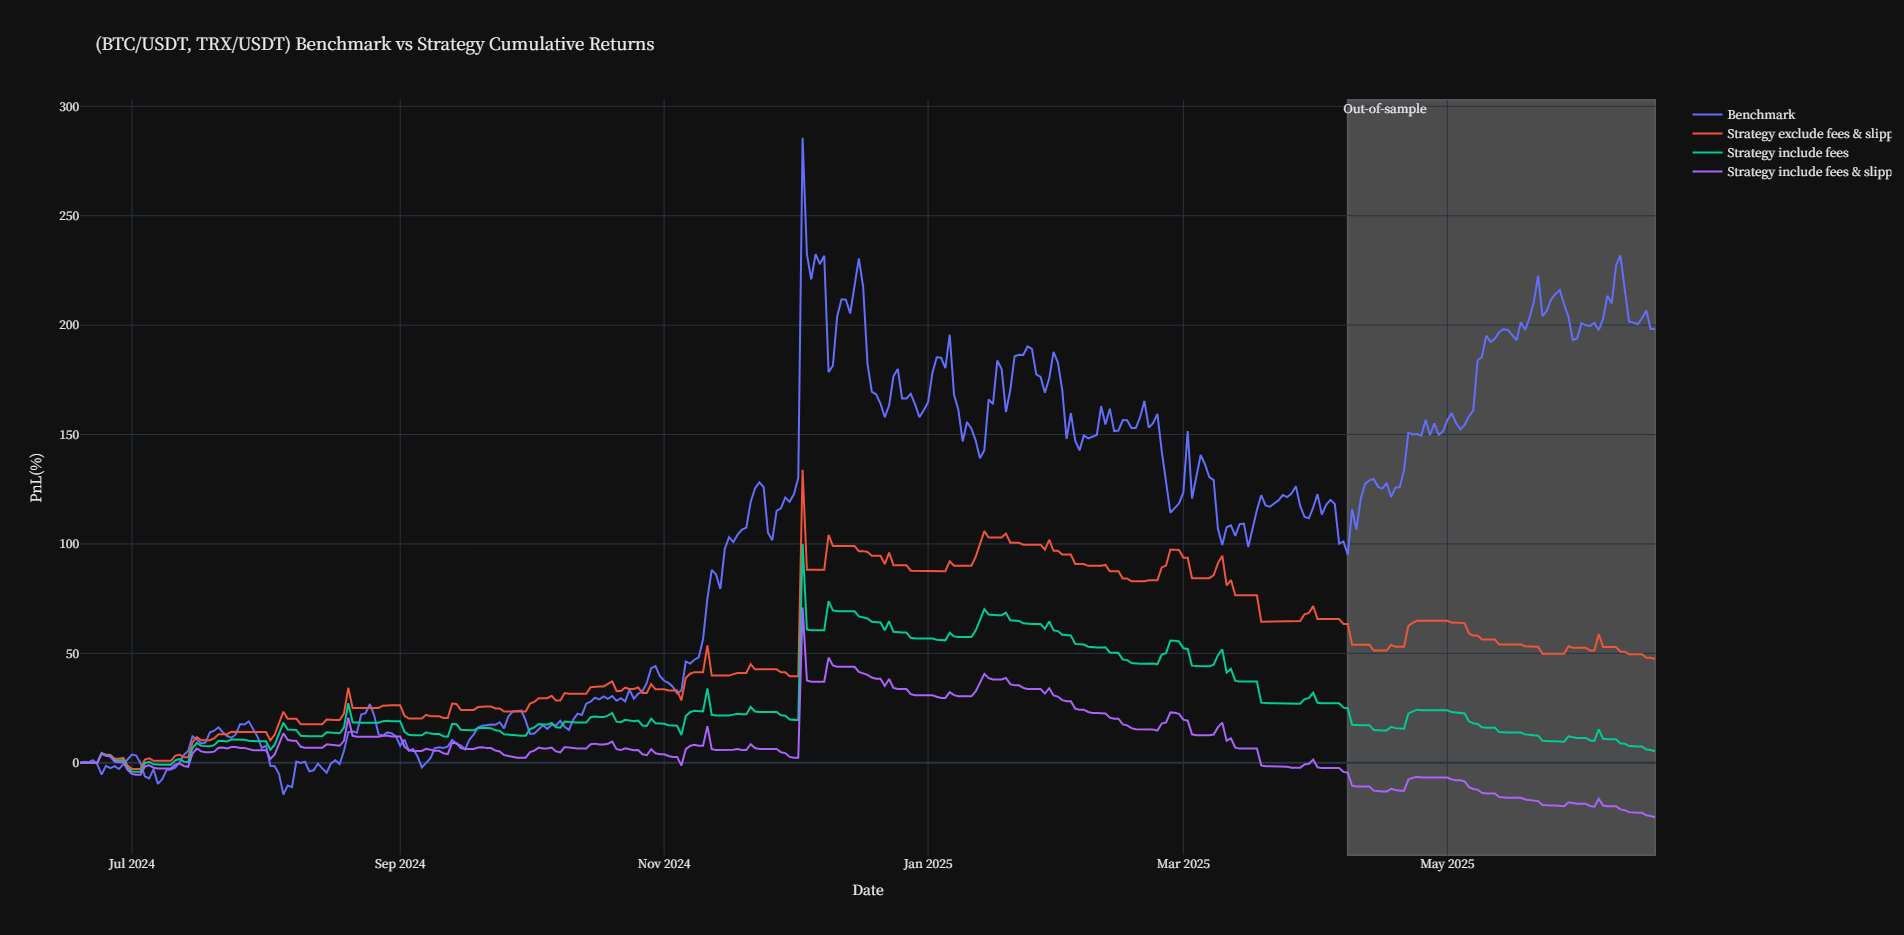 (BTC/USDT, TRX/USDT) Benchmark vs Strategy Cumulative Returns
Out-of-sample
Benchmark
Strategy exclude fees & slipp
Strategy include fees
Strategy include fees & slipp
PnL(%)
300
250
200
150
100
50
0
Jul 2024
Sep 2024
Nov 2024
Jan 2025
Mar 2025
May 2025
Date